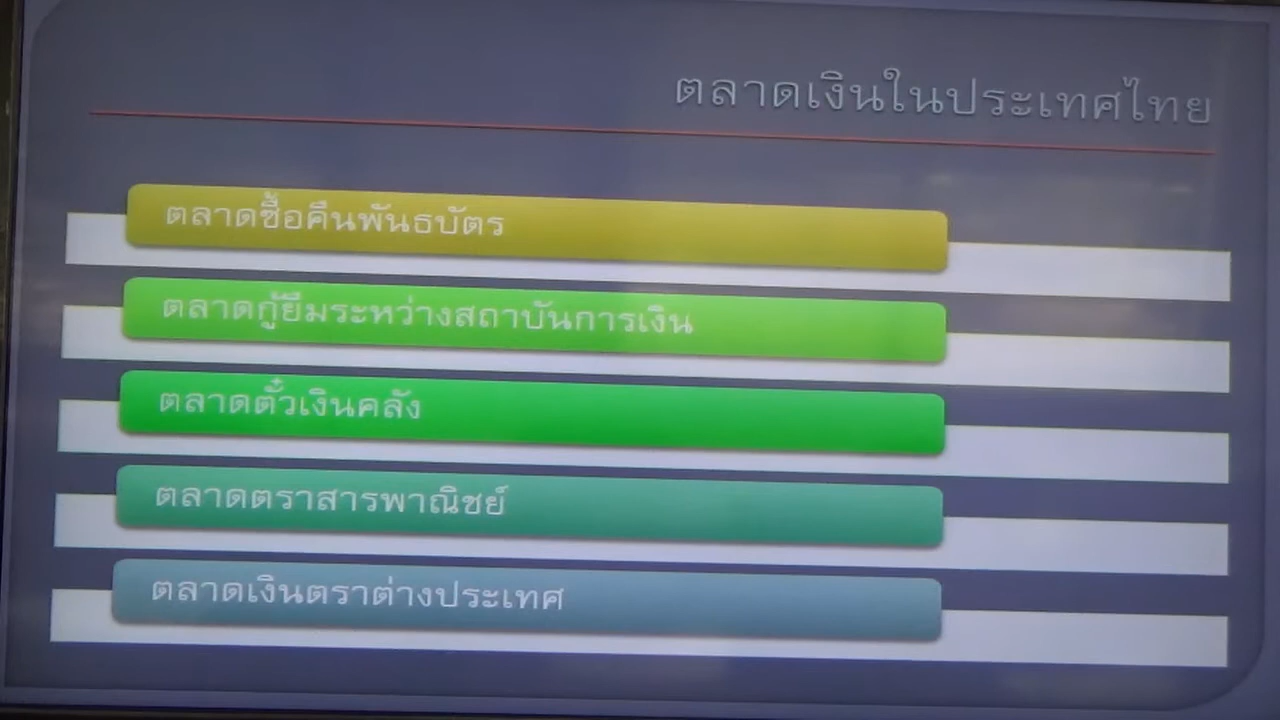 ตลาดเงินในประเทศไทย
ตลาดซื้อคืนพันธบัตร
ตลาดกู้ยืมระหว่างสถาบันการเงิน
ตลาดตั๋วเงินคลัง
ตลาดตราสารพาณิชย์
ตลาดเงินตราต่างประเทศ